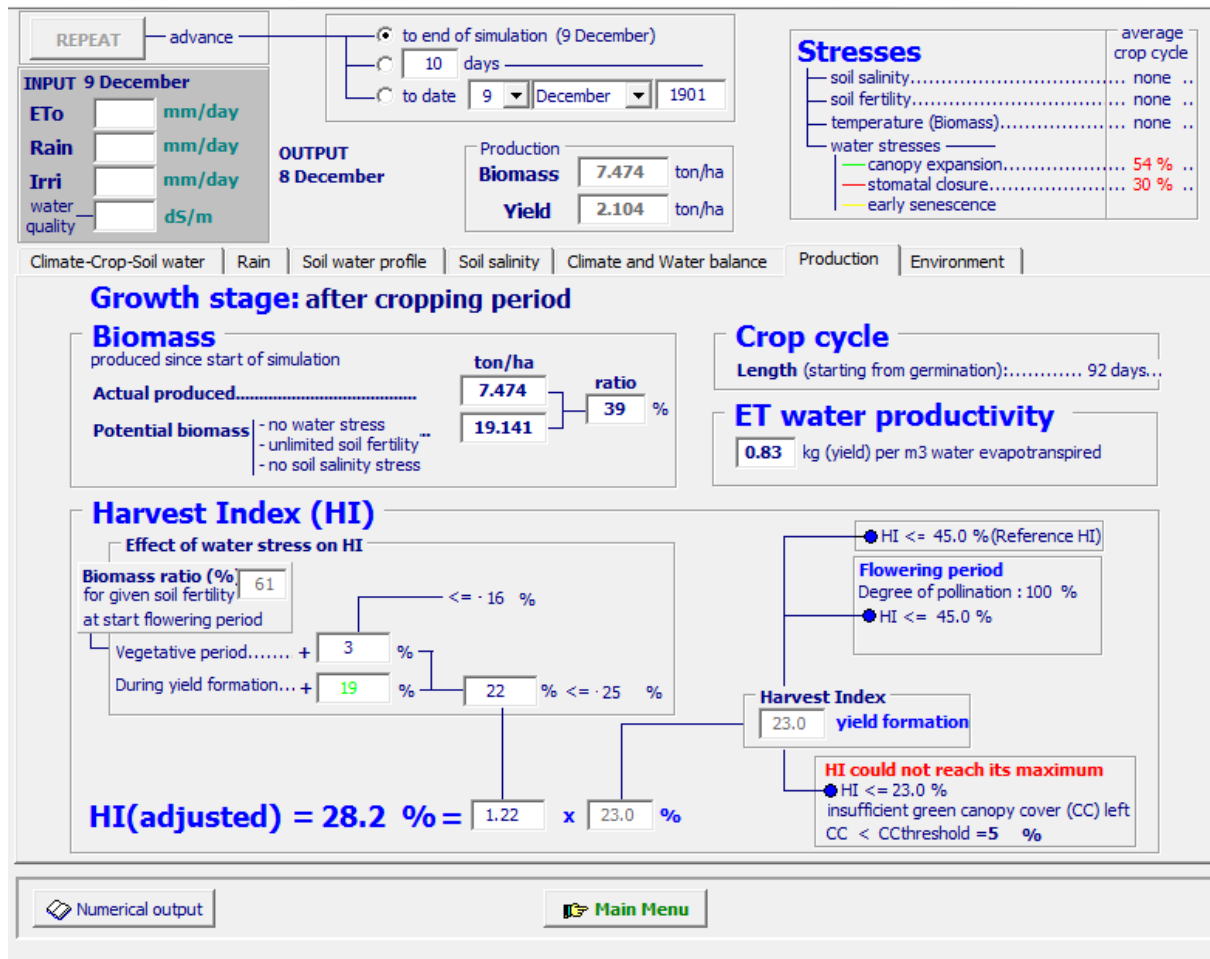 REPEAT
advance
to end of simulation (9 December)
10 days
to date 9 December 1901
INPUT 9 December
ETo mm/day
Rain mm/day
Irri mm/day
water quality dS/m
OUTPUT
8 December
Production
Biomass 7.474 ton/ha
Yield 2.104 ton/ha
Stresses
average
crop cycle
soil salinity................................ none ..
soil fertility................................ none ..
temperature (Biomass)................... none ..
water stresses
canopy expansion..................... 54 % ..
stomatal closure....................... 30 % ..
early senescence
Climate-Crop-Soil water Rain Soil water profile Soil salinity Climate and Water balance Production Environment
Growth stage: after cropping period
Biomass
produced since start of simulation
ton/ha
Actual produced.......................................... 7.474
ratio
39 %
Potential biomass - no water stress ... 19.141
- unlimited soil fertility
- no soil salinity stress
Crop cycle
Length (starting from germination):............ 92 days...
ET water productivity
0.83 kg (yield) per m3 water evapotranspired
Harvest Index (HI)
Effect of water stress on HI
Biomass ratio (%) 61
for given soil fertility
at start flowering period
<= · 16 %
Vegetative period....... + 3 %
During yield formation... + 19 %
22 % <= · 25 %
HI <= 45.0 % (Reference HI)
Flowering period
Degree of pollination : 100 %
HI <= 45.0 %
Harvest Index
23.0 yield formation
HI could not reach its maximum
HI <= 23.0 %
insufficient green canopy cover (CC) left
CC < CCthreshold = 5 %
HI(adjusted) = 28.2 % = 1.22 x 23.0 %
Numerical output
Main Menu